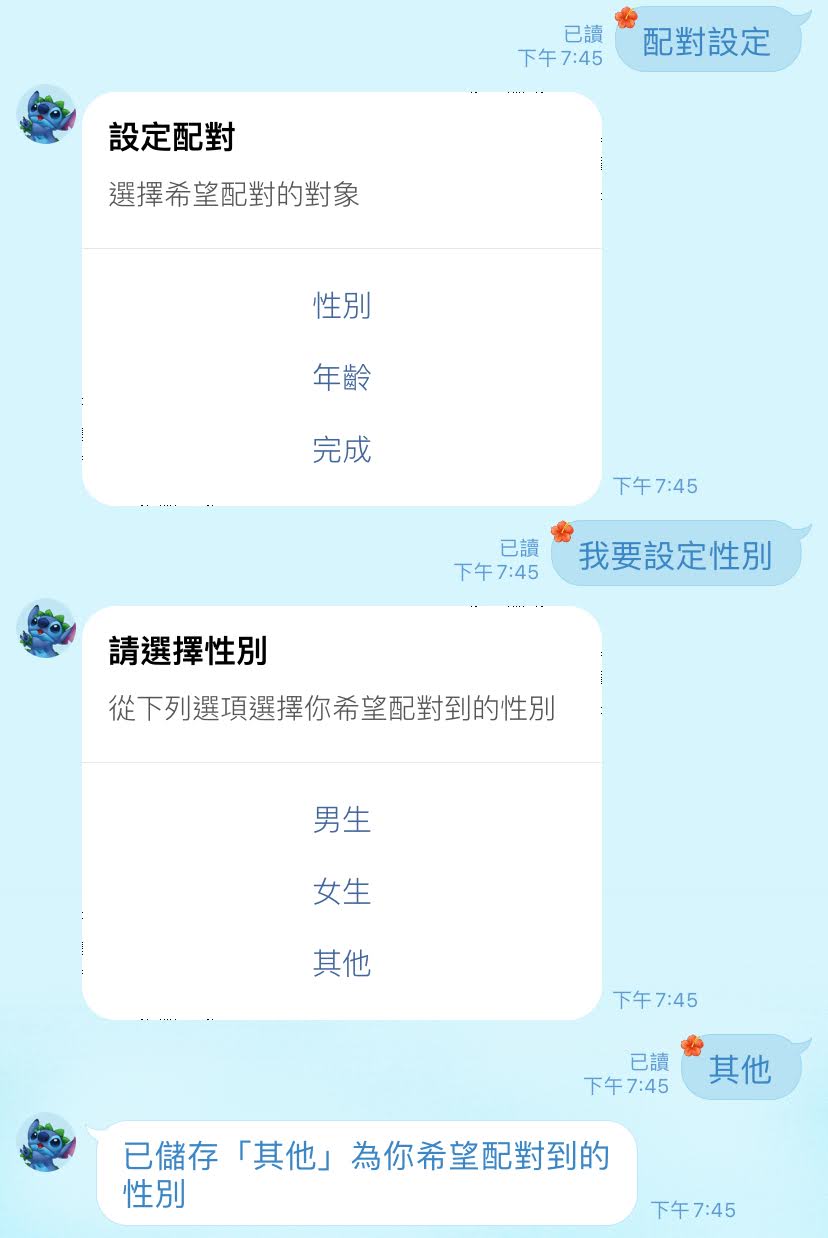 已讀
下午 7:45
配對設定
設定配對
選擇希望配對的對象
性別
年齡
完成
下午 7:45
已讀
下午 7:45
我要設定性別
請選擇性別
從下列選項選擇你希望配對到的性別
男生
女生
其他
下午 7:45
已讀
下午 7:45
其他
已儲存「其他」為你希望配對到的
性別
下午 7:45